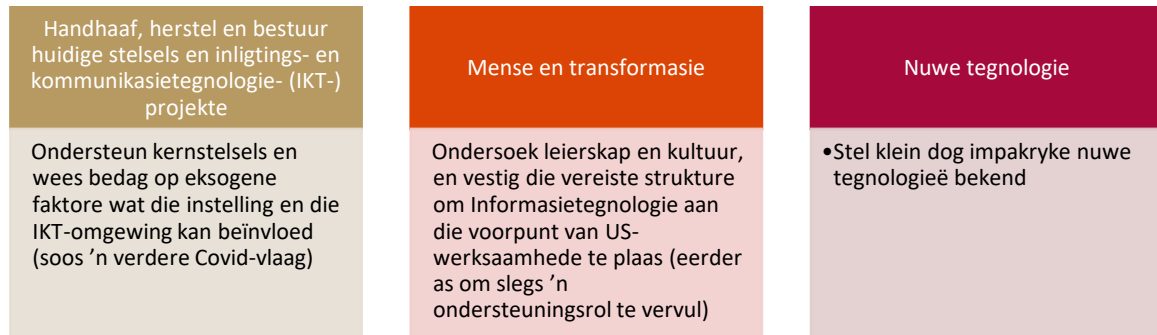 Handhaaf, herstel en bestuur
huidige stelsels en inligtings- en
kommunikasietegnologie- (IKT-)
projekte
Ondersteun kernstelsels en
wees bedag op eksogene
faktore wat die instelling en die
IKT-omgewing kan beïnvloed
(soos ’n verdere Covid-vlaag)
Mense en transformasie
Ondersoek leierskap en kultuur,
en vestig die vereiste strukture
om Informasietegnologie aan
die voorpunt van US-
werksaamhede te plaas (eerder
as om slegs ’n
ondersteuningsrol te vervul)
Nuwe tegnologie
•Stel klein dog impakryke nuwe
tegnologieë bekend